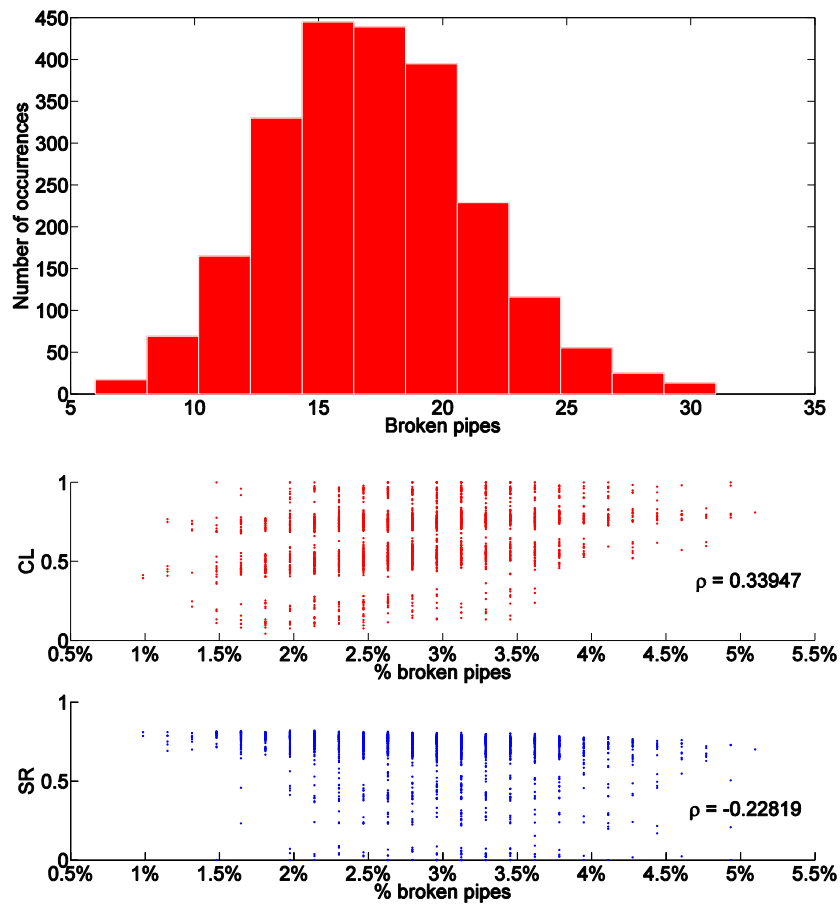 450
400
350
300
250
200
150
100
50
0
Number of occurrences
5 10 15 20 25 30 35
Broken pipes
1
0.5
0
CL
ρ = 0.33947
0.5% 1% 1.5% 2% 2.5% 3% 3.5% 4% 4.5% 5% 5.5%
% broken pipes
1
0.5
0
SR
ρ = -0.22819
0.5% 1% 1.5% 2% 2.5% 3% 3.5% 4% 4.5% 5% 5.5%
% broken pipes